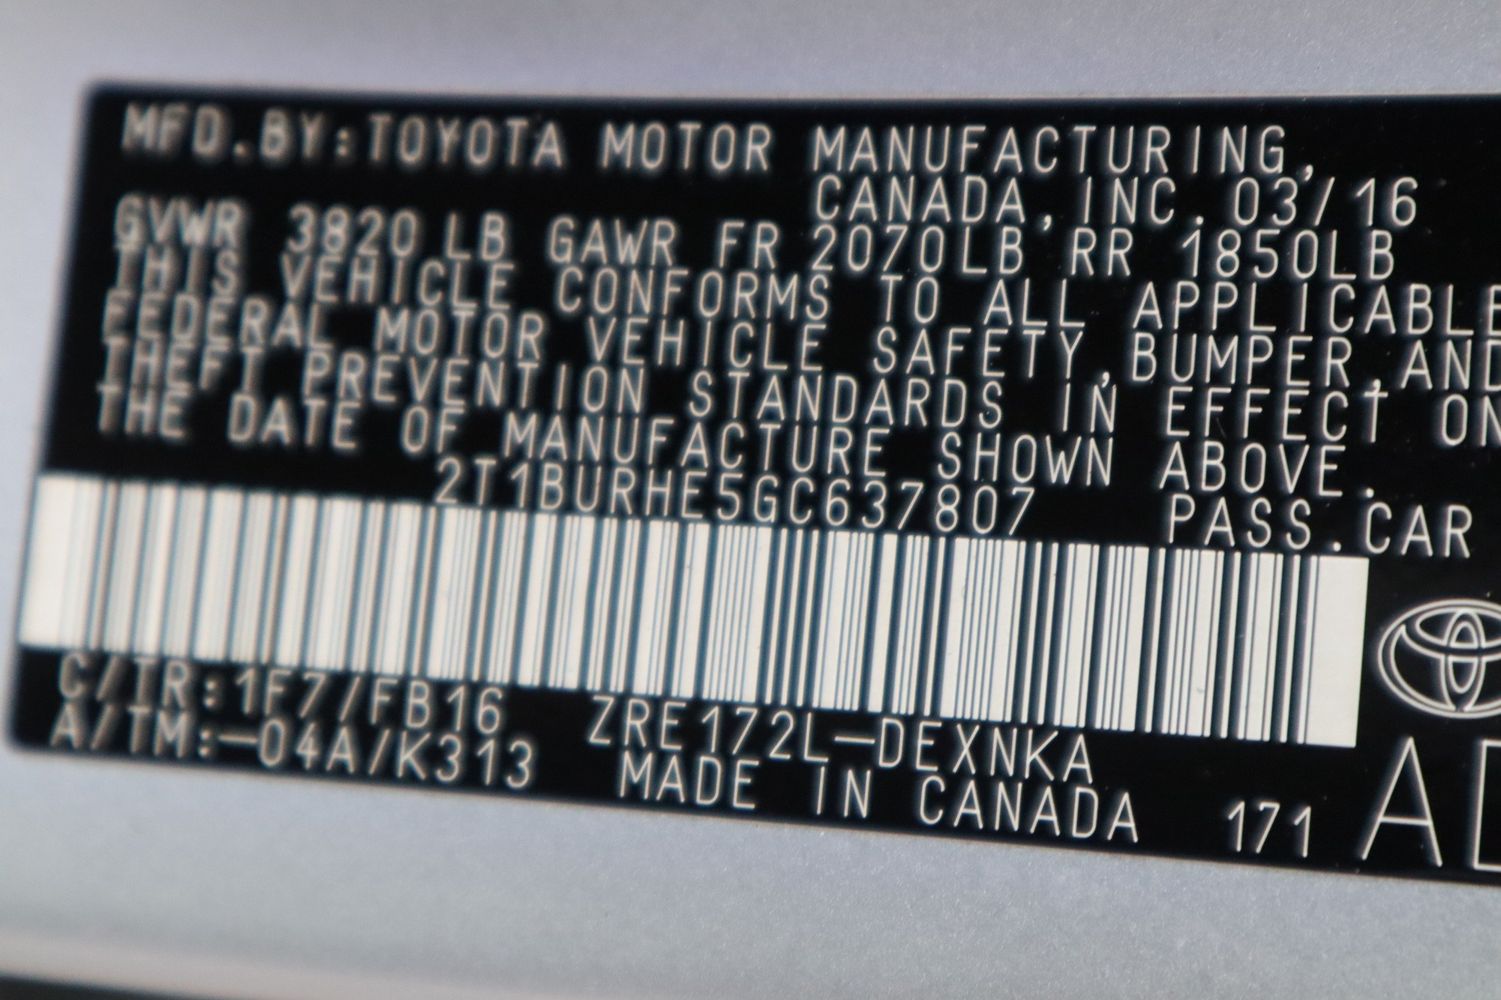 MFD.BY:TOYOTA MOTOR MANUFACTURING,
CANADA,INC. 03/16
GVWR 3820 LB GAWR FR 2070LB RR 1850LB
THIS VEHICLE CONFORMS TO ALL APPLICABLE
FEDERAL MOTOR VEHICLE SAFETY,BUMPER,AND
THEFT PREVENTION STANDARDS IN EFFECT ON
THE DATE OF MANUFACTURE SHOWN ABOVE.
2T1BURHE5GC637807 PASS.CAR
C/TR:1F7/FB16 ZRE172L-DEXNKA
A/TM:-04A/K313 MADE IN CANADA 171